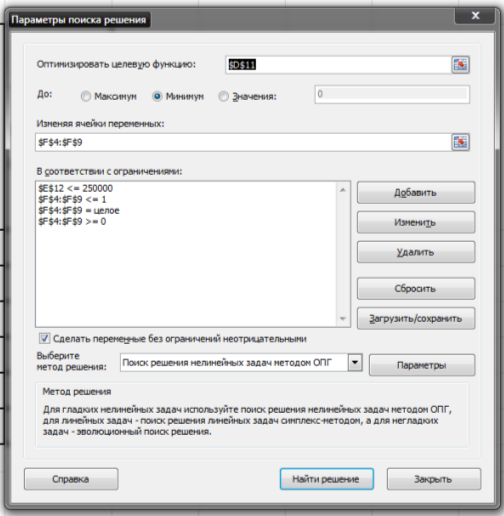 Параметры поиска решения
Оптимизировать целевую функцию: $D$11
До: Максимум Минимум Значения: 0
Изменяя ячейки переменных:
$F$4:$F$9
В соответствии с ограничениями:
$E$12 <= 250000
$F$4:$F$9 <= 1
$F$4:$F$9 = целое
$F$4:$F$9 >= 0
Добавить
Изменить
Удалить
Сбросить
Загрузить/сохранить
Сделать переменные без ограничений неотрицательными
Выберите
метод решения: Поиск решения нелинейных задач методом ОПГ Параметры
Метод решения
Для гладких нелинейных задач используйте поиск решения нелинейных задач методом ОПГ,
для линейных задач - поиск решения линейных задач симплекс-методом, а для негладких
задач - эволюционный поиск решения.
Справка Найти решение Закрыть